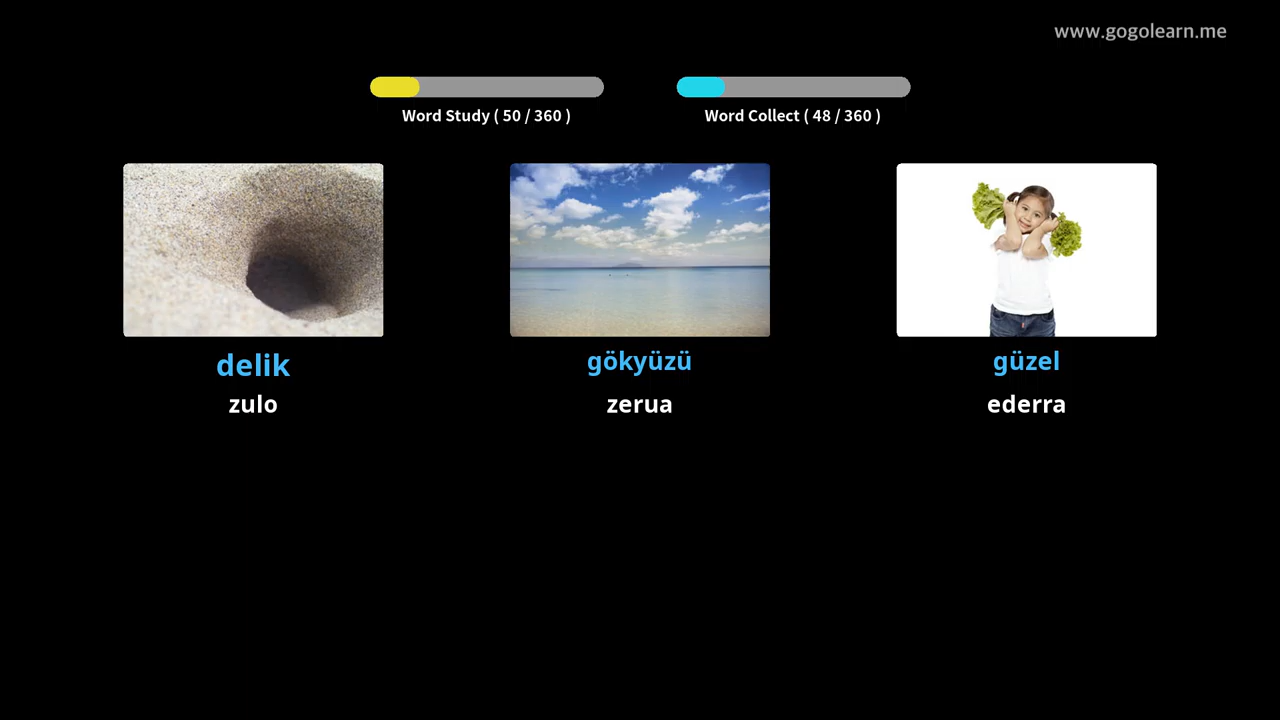 www.gogolearn.me
Word Study ( 50 / 360 )
Word Collect ( 48 / 360 )
delik
zulo
gökyüzü
zerua
güzel
ederra